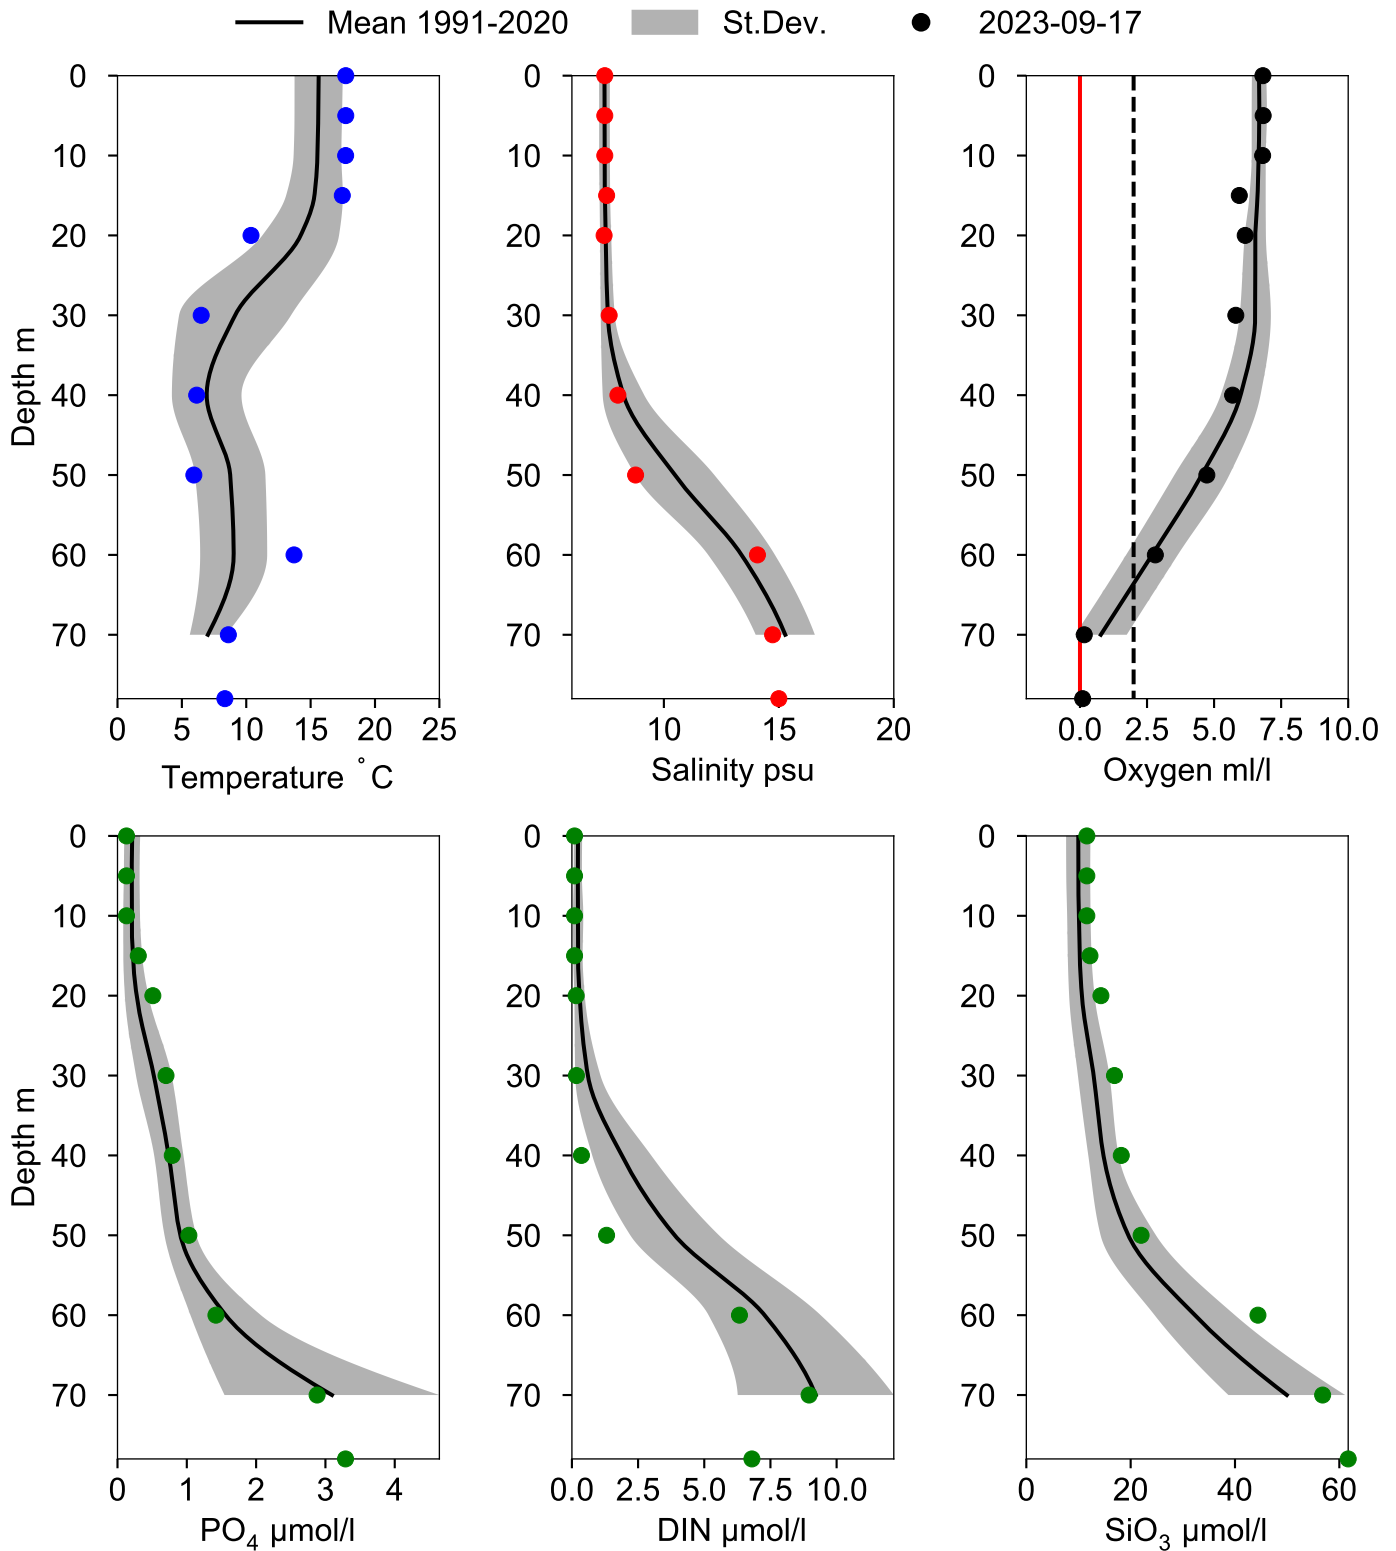 Mean 1991-2020 St.Dev. 2023-09-17
0 0 0
10 10 10
20 20 20
30 30 30
40 40 40
50 50 50
60 60 60
70 70 70
Depth m
0 5 10 15 20 25 10 15 20 0.0 2.5 5.0 7.5 10.0
Temperature °C Salinity psu Oxygen ml/l
0 0 0
10 10 10
20 20 20
30 30 30
40 40 40
50 50 50
60 60 60
70 70 70
Depth m
0 1 2 3 4 0.0 2.5 5.0 7.5 10.0 0 20 40 60
PO₄ µmol/l DIN µmol/l SiO₃ µmol/l